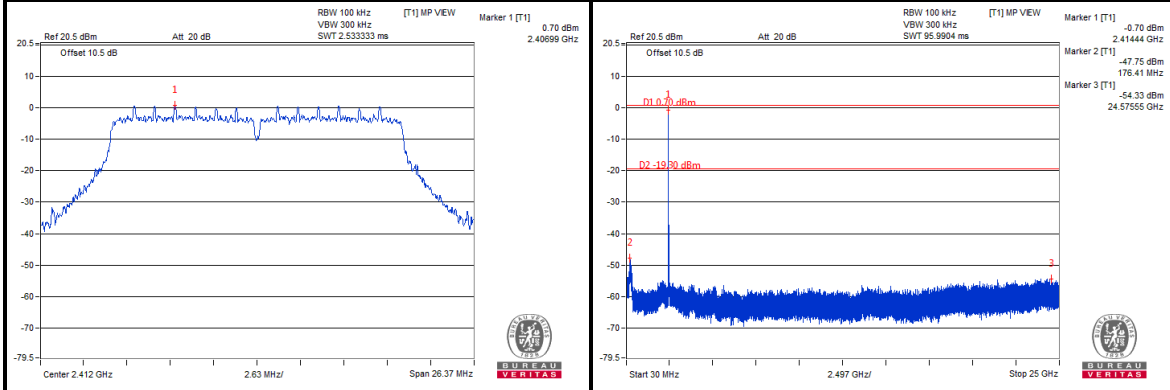 RBW 100 kHz [T1] MP VIEW
VBW 300 kHz
Ref 20.5 dBm Att 20 dB SWT 2.533333 ms
Marker 1 [T1]
0.70 dBm
2.40699 GHz
20.5
Offset 10.5 dB
10
1
0
-10
-20
-30
-40
-50
-60
-70
-79.5
Center 2.412 GHz 2.63 MHz/ Span 26.37 MHz
BUREAU VERITAS
1828
BUREAU
VERITAS
RBW 100 kHz [T1] MP VIEW
VBW 300 kHz
Ref 20.5 dBm Att 20 dB SWT 95.9904 ms
Marker 1 [T1]
-0.70 dBm
2.41444 GHz
Marker 2 [T1]
-47.75 dBm
176.41 MHz
Marker 3 [T1]
-54.33 dBm
24.57555 GHz
20.5
Offset 10.5 dB
10
1
D1 0.70 dBm
0
-10
D2 -19.30 dBm
-20
-30
-40
2
-50
3
-60
-70
-79.5
Start 30 MHz 2.497 GHz/ Stop 25 GHz
BUREAU VERITAS
1828
BUREAU
VERITAS